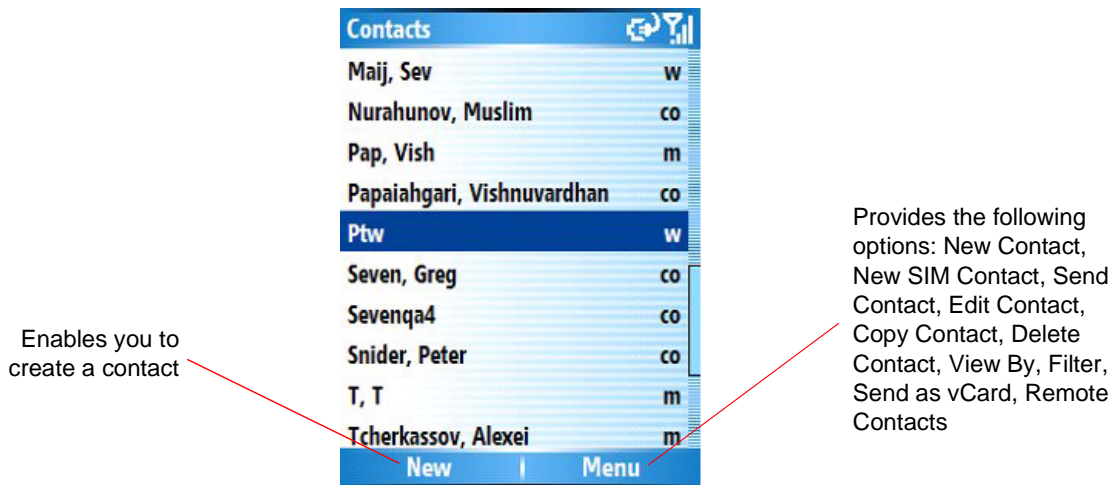 Contacts
Maij, Sev w
Nurahunov, Muslim co
Pap, Vish m
Papaiahgari, Vishnuvardhan co
Ptw w
Seven, Greg co
Sevenqa4 co
Snider, Peter co
T, T m
Tcherkassov, Alexei m
New Menu
Enables you to
create a contact
Provides the following
options: New Contact,
New SIM Contact, Send
Contact, Edit Contact,
Copy Contact, Delete
Contact, View By, Filter,
Send as vCard, Remote
Contacts